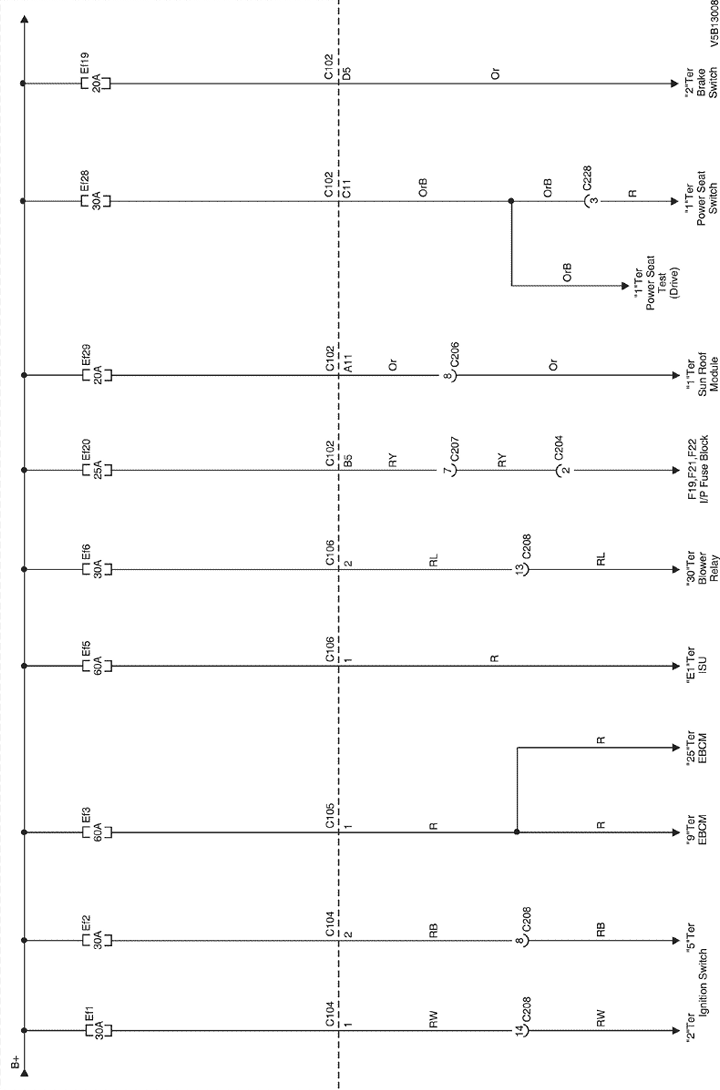 B+
Ef1
30A
C104
1
RW
14
C208
RW
"2"Ter
Ef2
30A
C104
2
RB
8
C208
RB
"5"Ter
Ignition Switch
Ef3
60A
C105
1
R
R
"9"Ter
EBCM
R
"25"Ter
EBCM
Ef5
60A
C106
1
R
"E1"Ter
ISU
Ef6
30A
C106
2
RL
13
C208
RL
"30"Ter
Blower
Relay
Ef20
25A
C102
B5
RY
7
C207
RY
2
C204
F19,F21,F22
I/P Fuse Block
Ef29
20A
C102
A11
Or
8
C206
Or
"1"Ter
Sun Roof
Module
Ef28
30A
C102
C11
OrB
OrB
"1"Ter
Power Seat
Test
(Drive)
OrB
3
C228
R
"1"Ter
Power Seat
Switch
Ef19
20A
C102
D5
Or
"2"Ter
Brake
Switch
V5B13008